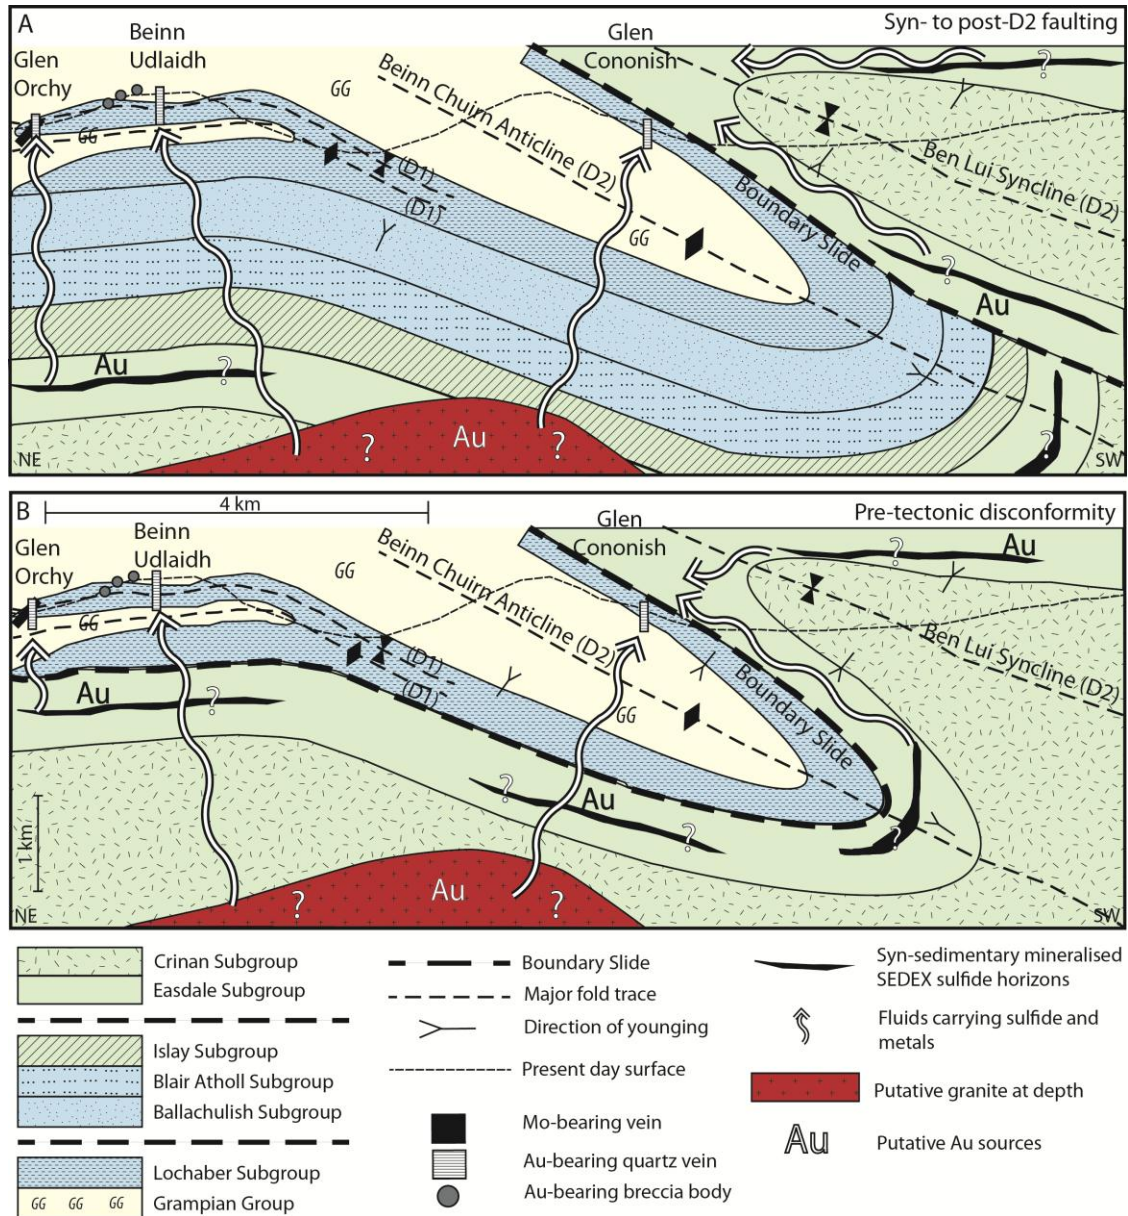 A
Syn- to post-D2 faulting
Glen
Orchy
Beinn
Udlaidh
Glen
Cononish
GG
GG
GG
Beinn Chuirn Anticline (D2)
(D1)
(D1)
Boundary Slide
Ben Lui Syncline (D2)
?
?
?
?
?
?
Au
Au
Au
NE
SW
B
4 km
Pre-tectonic disconformity
Glen
Orchy
Beinn
Udlaidh
Glen
Cononish
GG
GG
GG
Beinn Chuirn Anticline (D2)
(D1)
(D1)
Boundary Slide
Ben Lui Syncline (D2)
Au
?
Au
?
?
Au
?
?
Au
?
?
1 km
NE
SW
Crinan Subgroup
Easdale Subgroup
Islay Subgroup
Blair Atholl Subgroup
Ballachulish Subgroup
Lochaber Subgroup
GG GG GG Grampian Group
Boundary Slide
Major fold trace
Direction of younging
Present day surface
Mo-bearing vein
Au-bearing quartz vein
Au-bearing breccia body
Syn-sedimentary mineralised
SEDEX sulfide horizons
Fluids carrying sulfide and
metals
Putative granite at depth
Au Putative Au sources